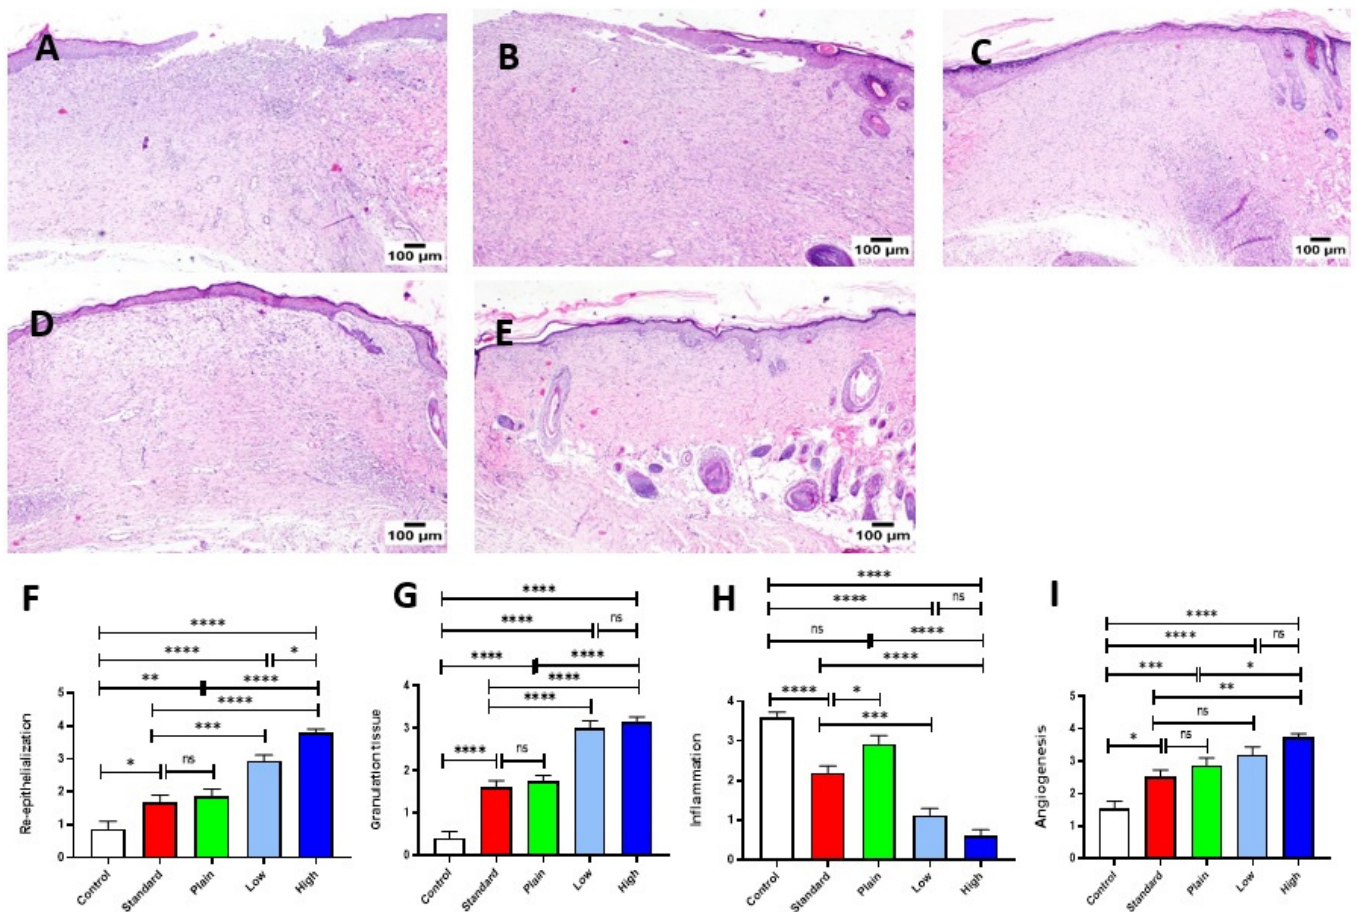 A
100 µm
B
100 µm
C
100 µm
D
100 µm
E
100 µm
F
****
****
*
**
****
****
***
*
ns
Re-epithelialization
5
4
3
2
1
0
Control
Standard
Plain
Low
High
G
****
****
ns
****
****
****
****
****
ns
Granulation tissue
4
3
2
1
0
Control
Standard
Plain
Low
High
H
****
****
ns
ns
****
****
****
*
***
Inflammation
4
3
2
1
0
Control
Standard
Plain
Low
High
I
****
****
ns
***
*
**
ns
*
ns
Angiogenesis
5
4
3
2
1
0
Control
Standard
Plain
Low
High